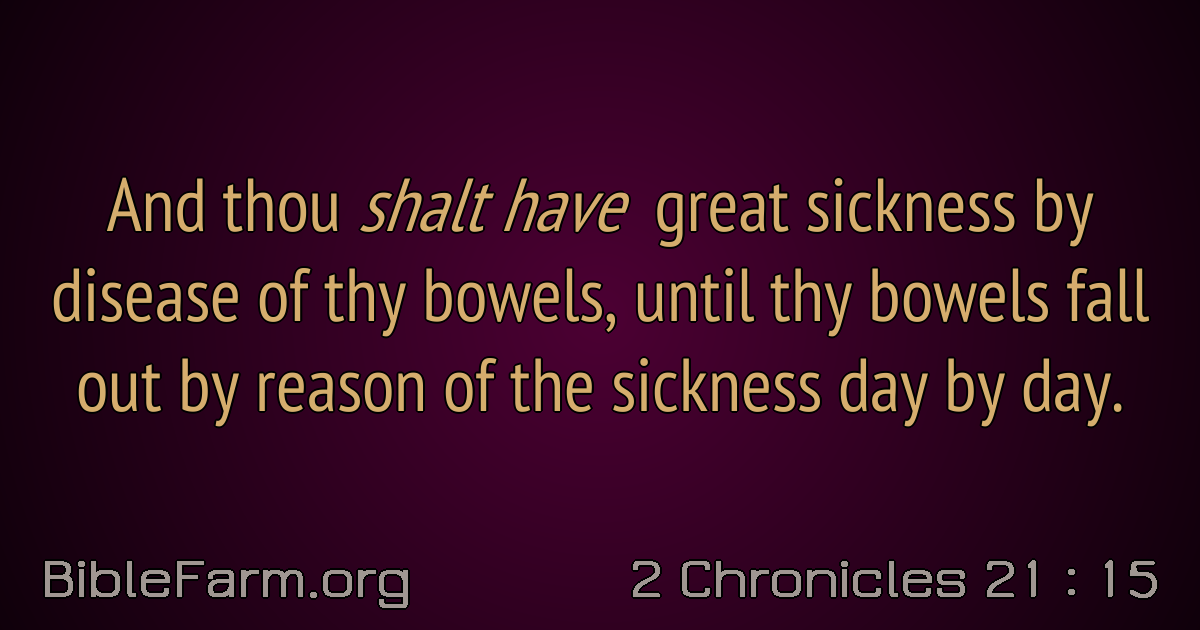 And thou shalt have great sickness by
disease of thy bowels, until thy bowels fall
out by reason of the sickness day by day.
BibleFarm.org
2 Chronicles 21 : 15